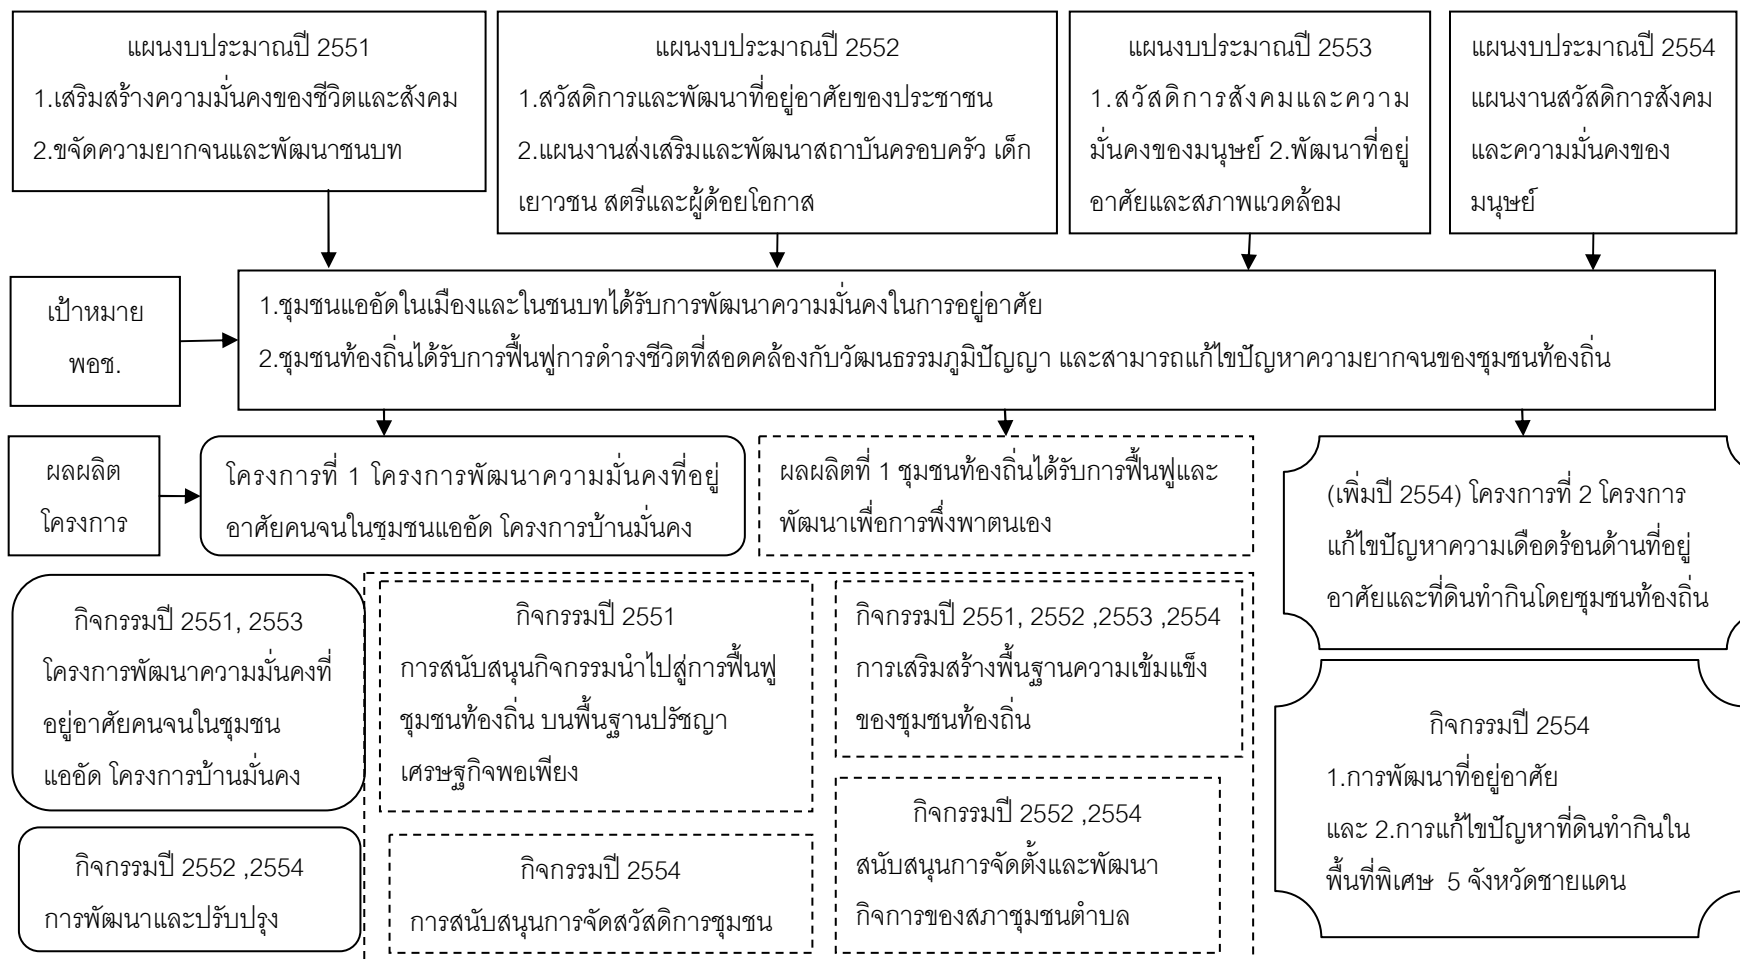 แผนงบประมาณปี 2551
1.เสริมสร้างความมั่นคงของชีวิตและสังคม
2.ขจัดความยากจนและพัฒนาชนบท
แผนงบประมาณปี 2552
1.สวัสดิการและพัฒนาที่อยู่อาศัยของประชาชน
2.แผนงานส่งเสริมและพัฒนาสถาบันครอบครัว เด็ก
เยาวชน สตรีและผู้ด้อยโอกาส
แผนงบประมาณปี 2553
1.สวัสดิการสังคมและความ
มั่นคงของมนุษย์ 2.พัฒนาที่อยู่
อาศัยและสภาพแวดล้อม
แผนงบประมาณปี 2554
แผนงานสวัสดิการสังคม
และความมั่นคงของ
มนุษย์
เป้าหมาย
พอช.
1.ชุมชนแออัดในเมืองและในชนบทได้รับการพัฒนาความมั่นคงในการอยู่อาศัย
2.ชุมชนท้องถิ่นได้รับการฟื้นฟูการดำรงชีวิตที่สอดคล้องกับวัฒนธรรมภูมิปัญญา และสามารถแก้ไขปัญหาความยากจนของชุมชนท้องถิ่น
ผลผลิต
โครงการ
โครงการที่ 1 โครงการพัฒนาความมั่นคงที่อยู่
อาศัยคนจนในชุมชนแออัด โครงการบ้านมั่นคง
ผลผลิตที่ 1 ชุมชนท้องถิ่นได้รับการฟื้นฟูและ
พัฒนาเพื่อการพึ่งพาตนเอง
(เพิ่มปี 2554) โครงการที่ 2 โครงการ
แก้ไขปัญหาความเดือดร้อนด้านที่อยู่
อาศัยและที่ดินทำกินโดยชุมชนท้องถิ่น
กิจกรรมปี 2551, 2553
โครงการพัฒนาความมั่นคงที่
อยู่อาศัยคนจนในชุมชน
แออัด โครงการบ้านมั่นคง
กิจกรรมปี 2552 ,2554
การพัฒนาและปรับปรุง
กิจกรรมปี 2551
การสนับสนุนกิจกรรมนำไปสู่การฟื้นฟู
ชุมชนท้องถิ่น บนพื้นฐานปรัชญา
เศรษฐกิจพอเพียง
กิจกรรมปี 2554
การสนับสนุนการจัดสวัสดิการชุมชน
กิจกรรมปี 2551, 2552 ,2553 ,2554
การเสริมสร้างพื้นฐานความเข้มแข็ง
ของชุมชนท้องถิ่น
กิจกรรมปี 2552 ,2554
สนับสนุนการจัดตั้งและพัฒนา
กิจการของสภาชุมชนตำบล
กิจกรรมปี 2554
1.การพัฒนาที่อยู่อาศัย
และ 2.การแก้ไขปัญหาที่ดินทำกินใน
พื้นที่พิเศษ 5 จังหวัดชายแดน